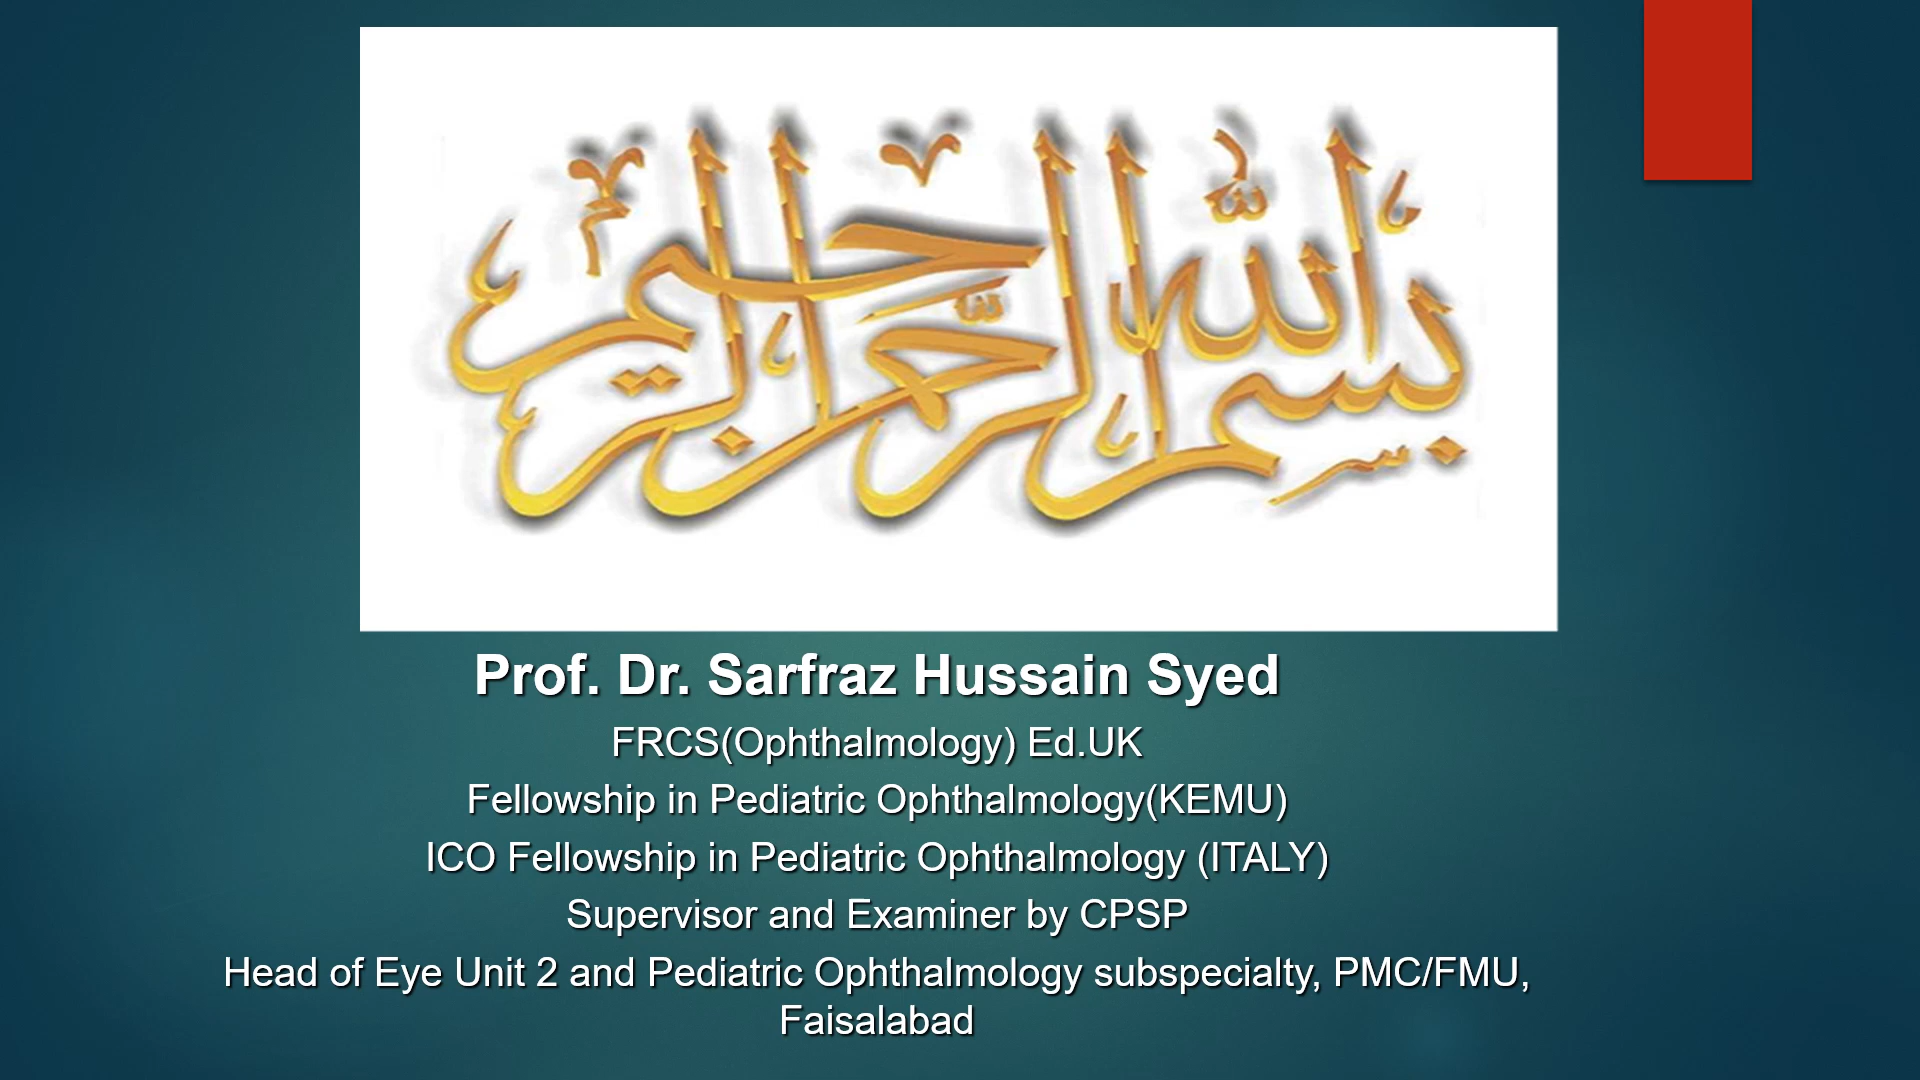 بسم الله الرحمن الرحيم
Prof. Dr. Sarfraz Hussain Syed
FRCS(Ophthalmology) Ed.UK
Fellowship in Pediatric Ophthalmology(KEMU)
ICO Fellowship in Pediatric Ophthalmology (ITALY)
Supervisor and Examiner by CPSP
Head of Eye Unit 2 and Pediatric Ophthalmology subspecialty, PMC/FMU,
Faisalabad